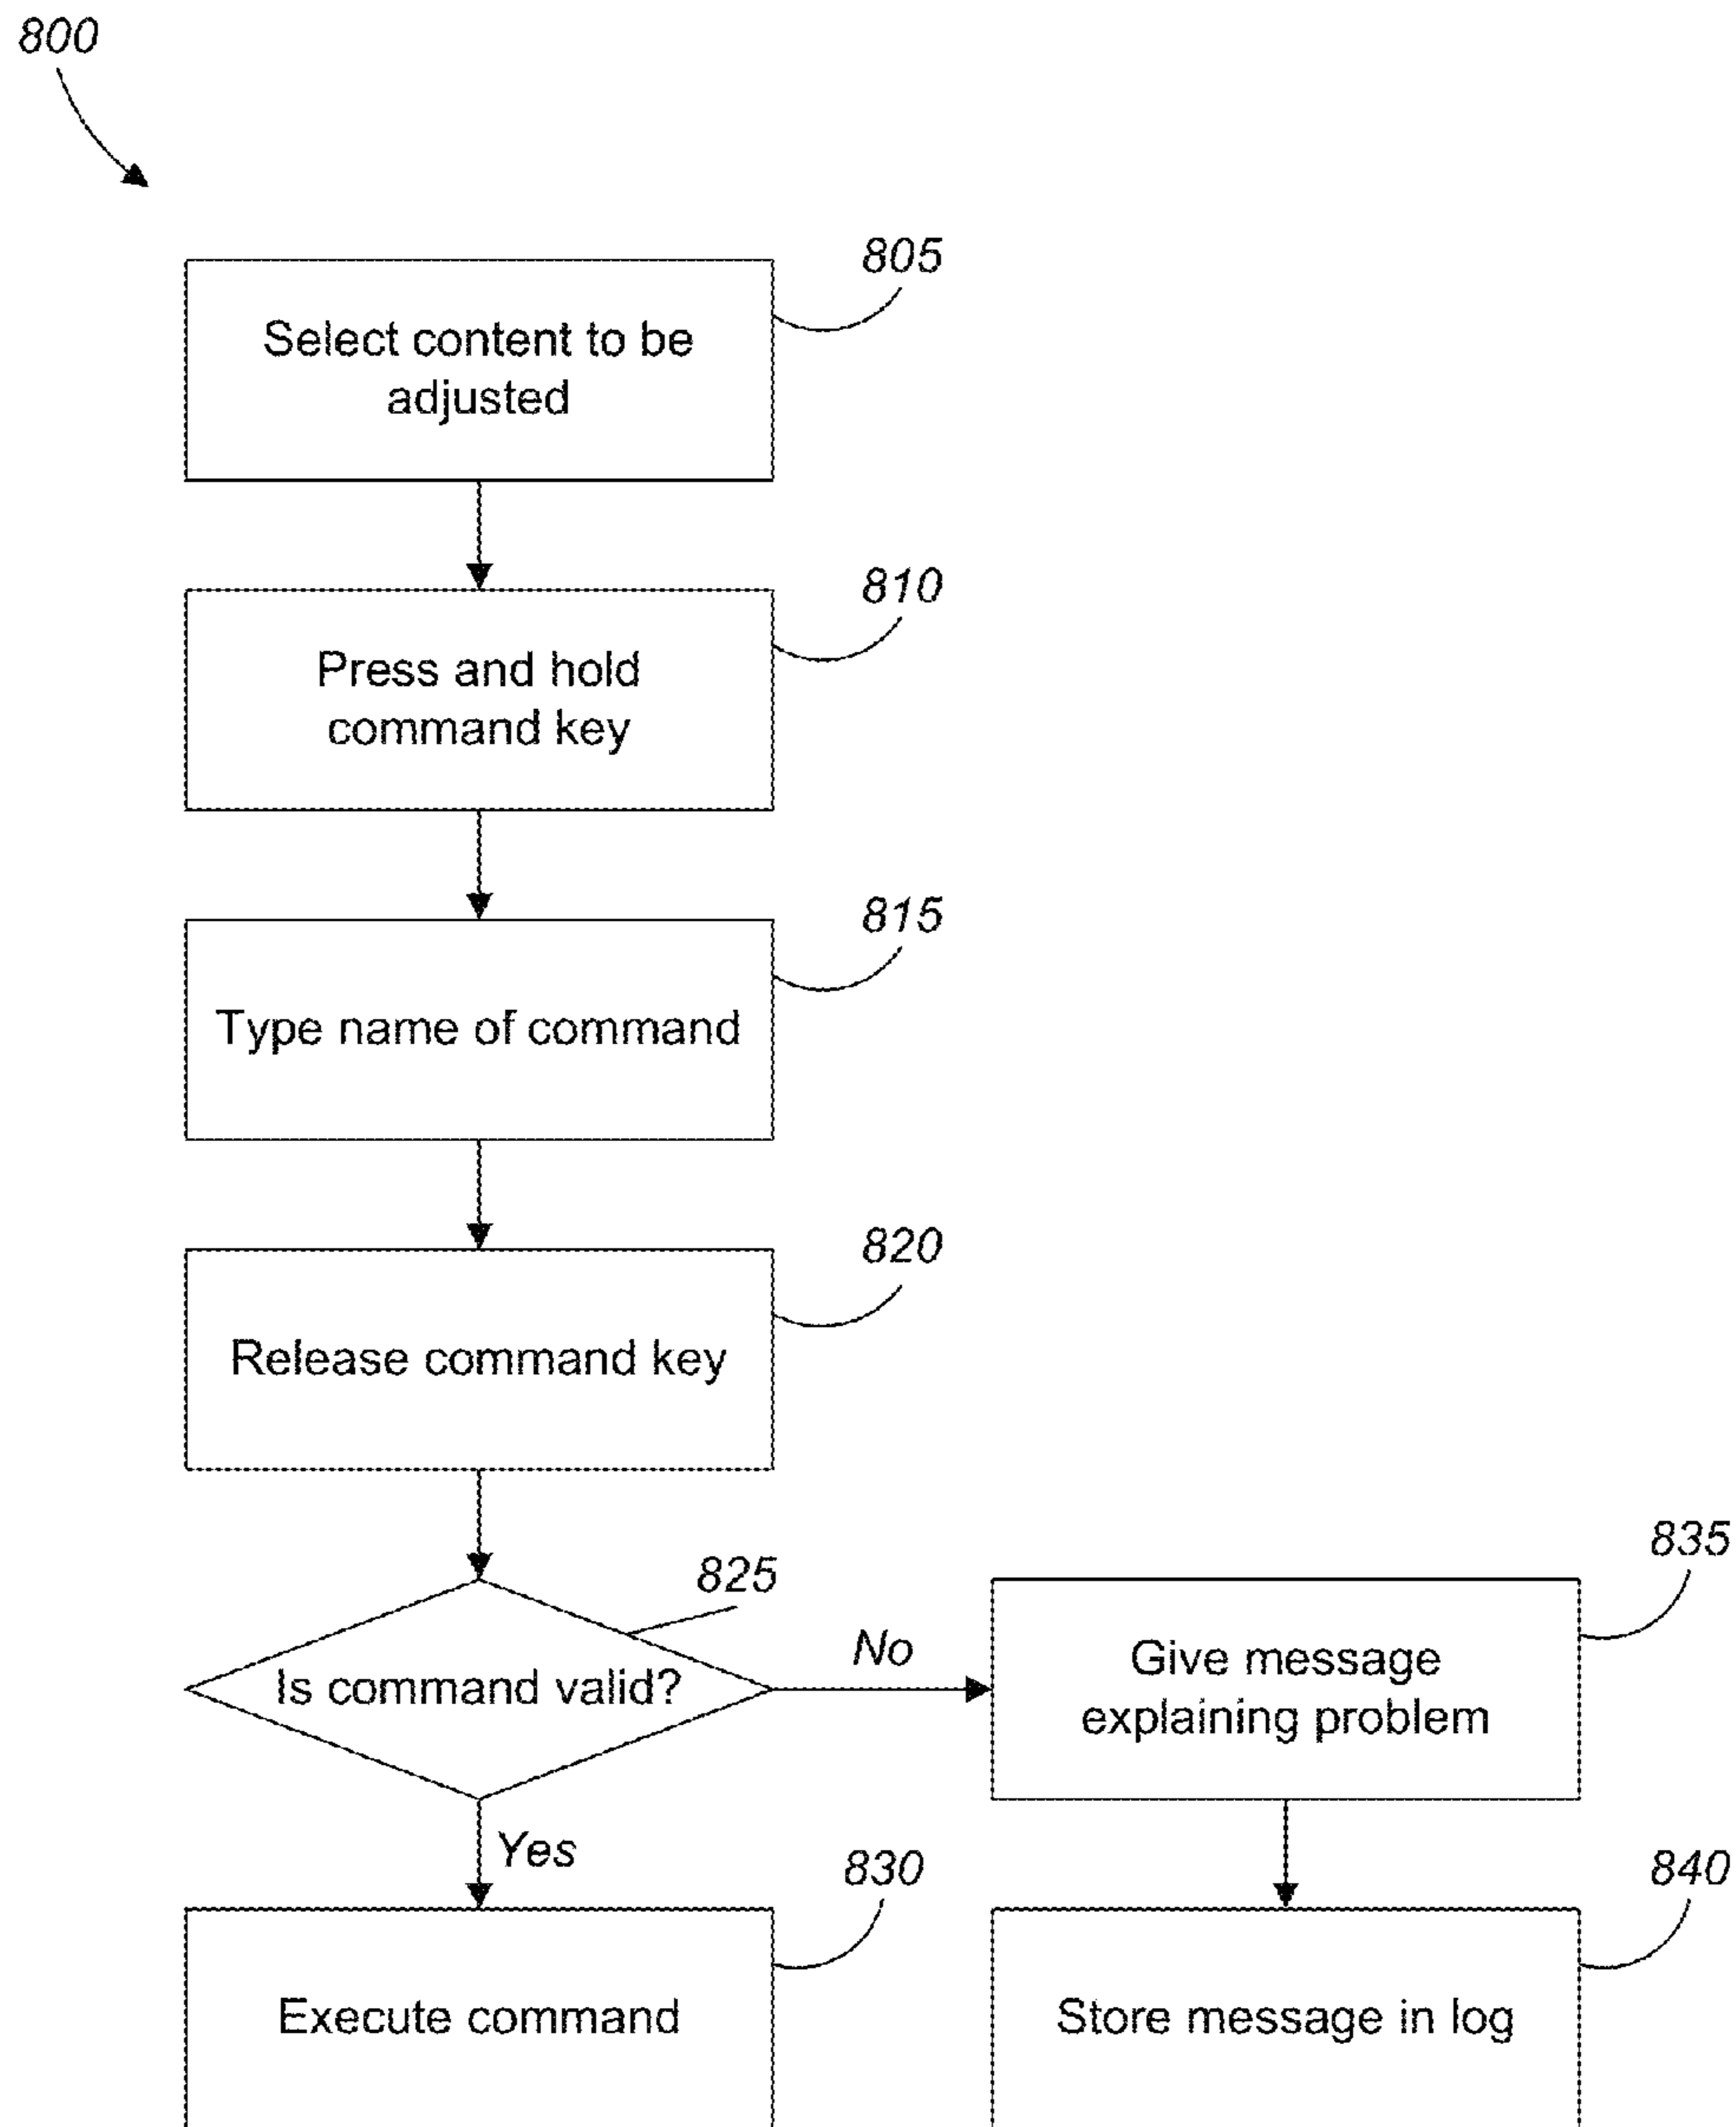 800
805
Select content to be
adjusted
810
Press and hold
command key
815
Type name of command
820
Release command key
825
Is command valid?
No
835
Give message
explaining problem
Yes
830
Execute command
840
Store message in log